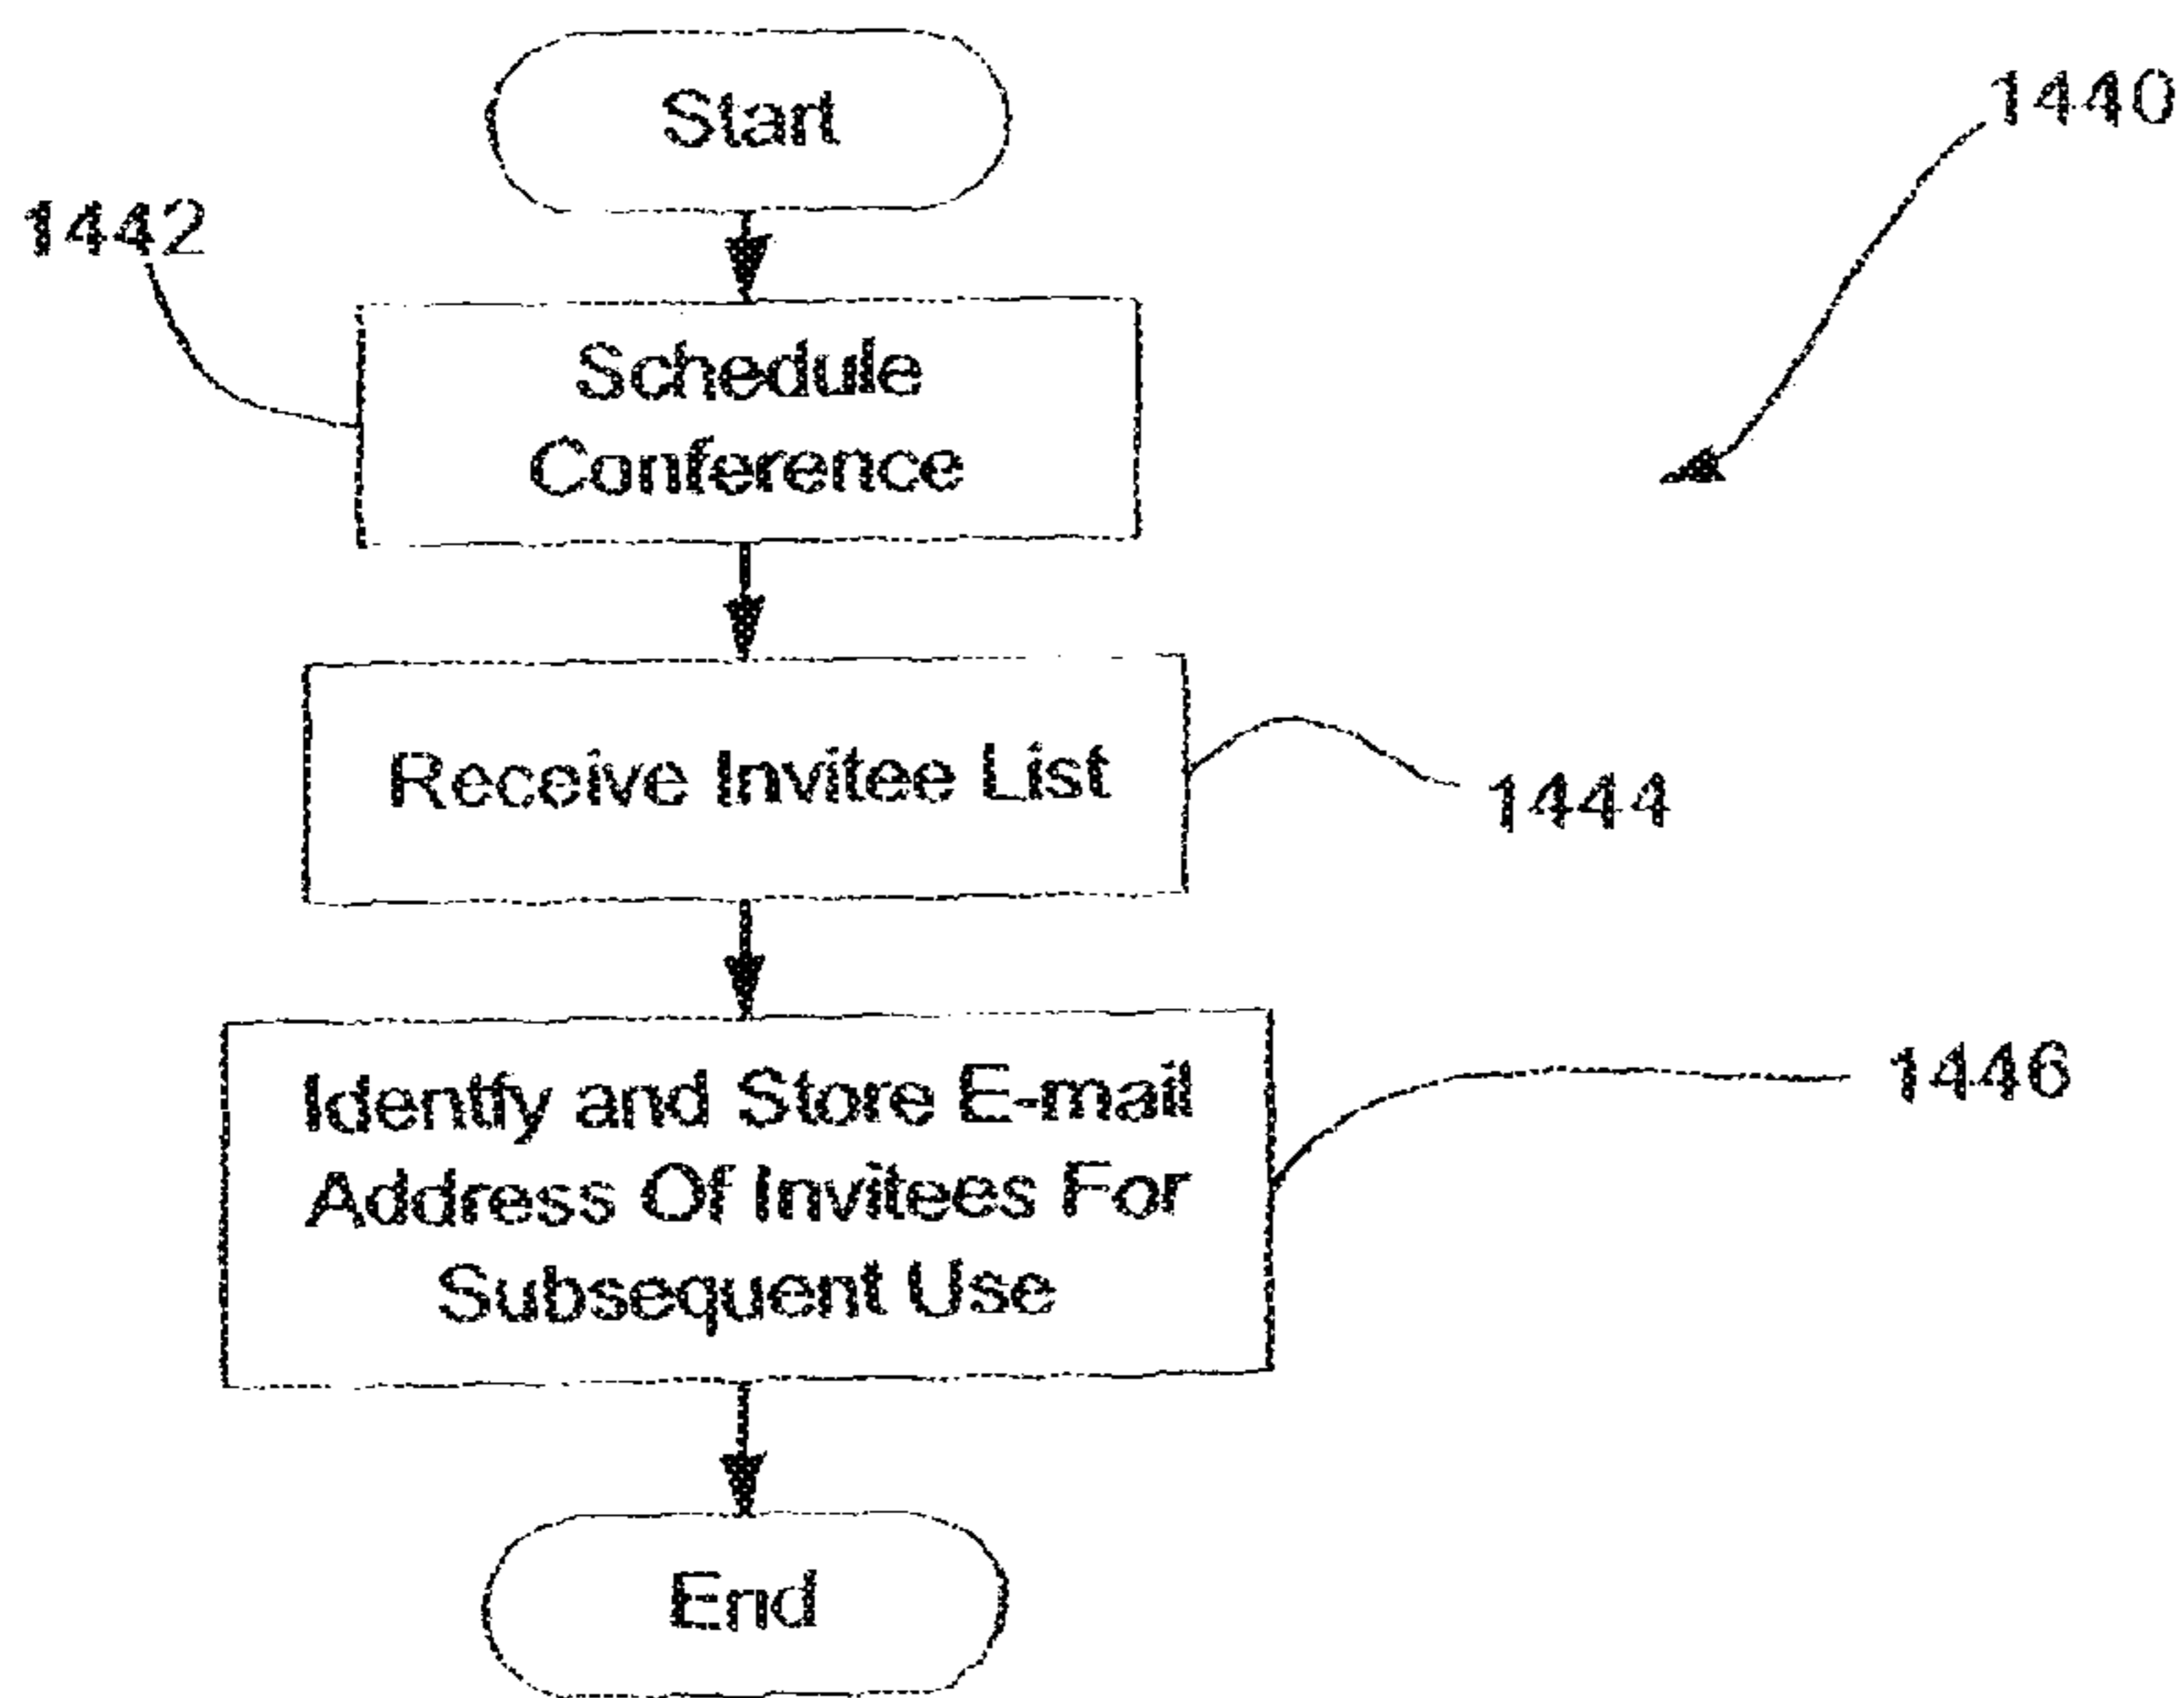 Start
1440
1442
Schedule
Conference
Receive Invitee List
1444
Identify and Store E-mail
Address Of Invitees For
Subsequent Use
1446
End